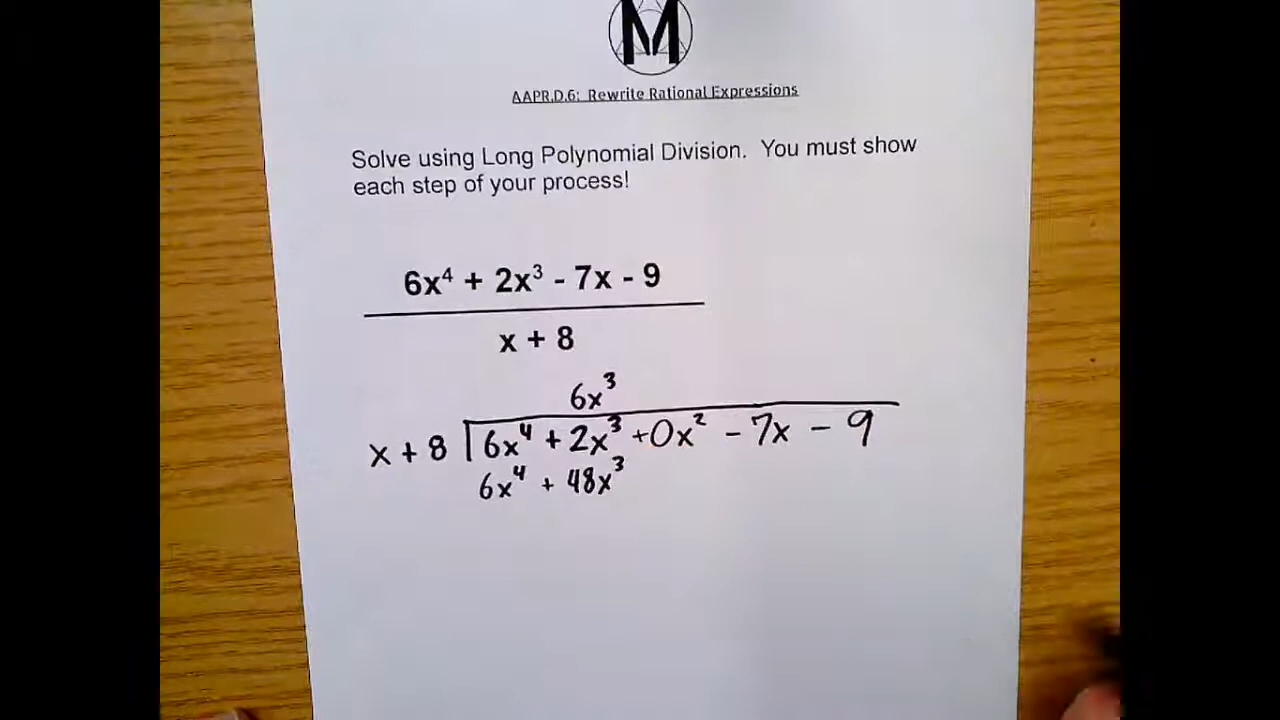 M
AAPR.D.6: Rewrite Rational Expressions
Solve using Long Polynomial Division. You must show
each step of your process!
6x⁴ + 2x³ - 7x - 9
x + 8
6x³
x + 8 6x⁴ + 2x³ + 0x² - 7x - 9
6x⁴ + 48x³